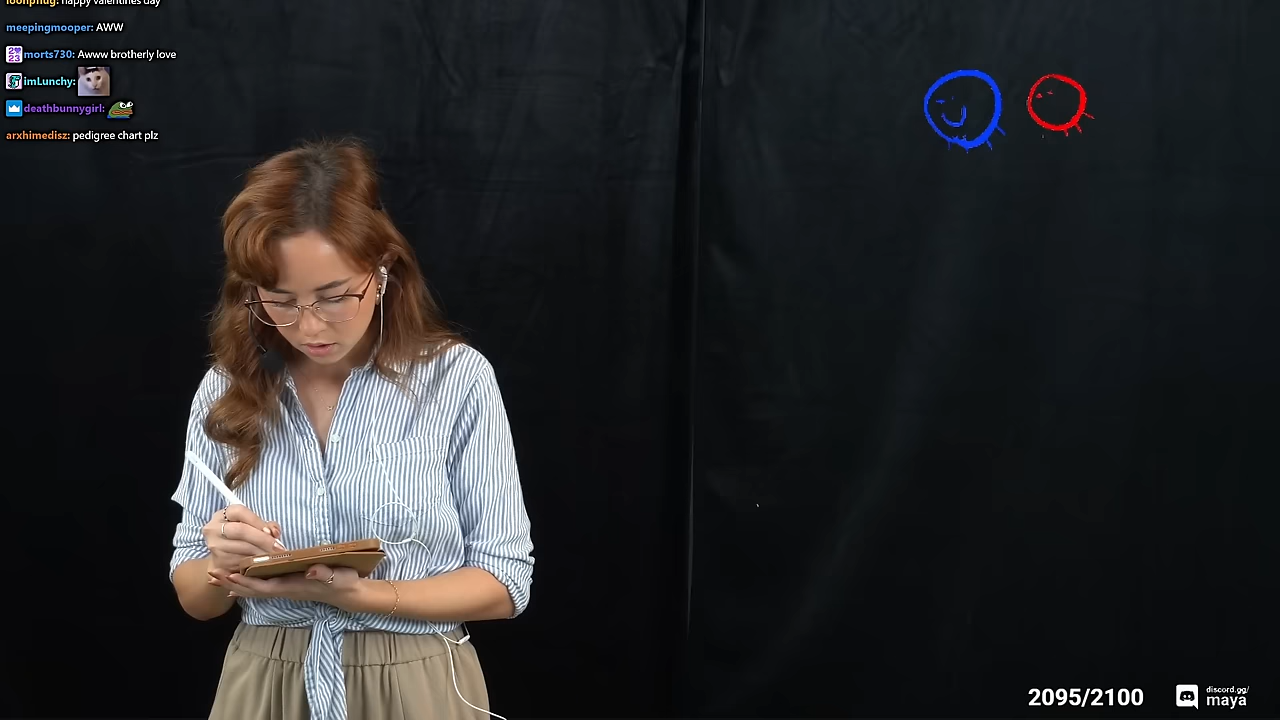 loonphug: happy valentines day
meepingmooper: AWW
morts730: Awww brotherly love
imLunchy:
deathbunnygirl:
arxhimedisz: pedigree chart plz
2095/2100
discord.gg/
maya